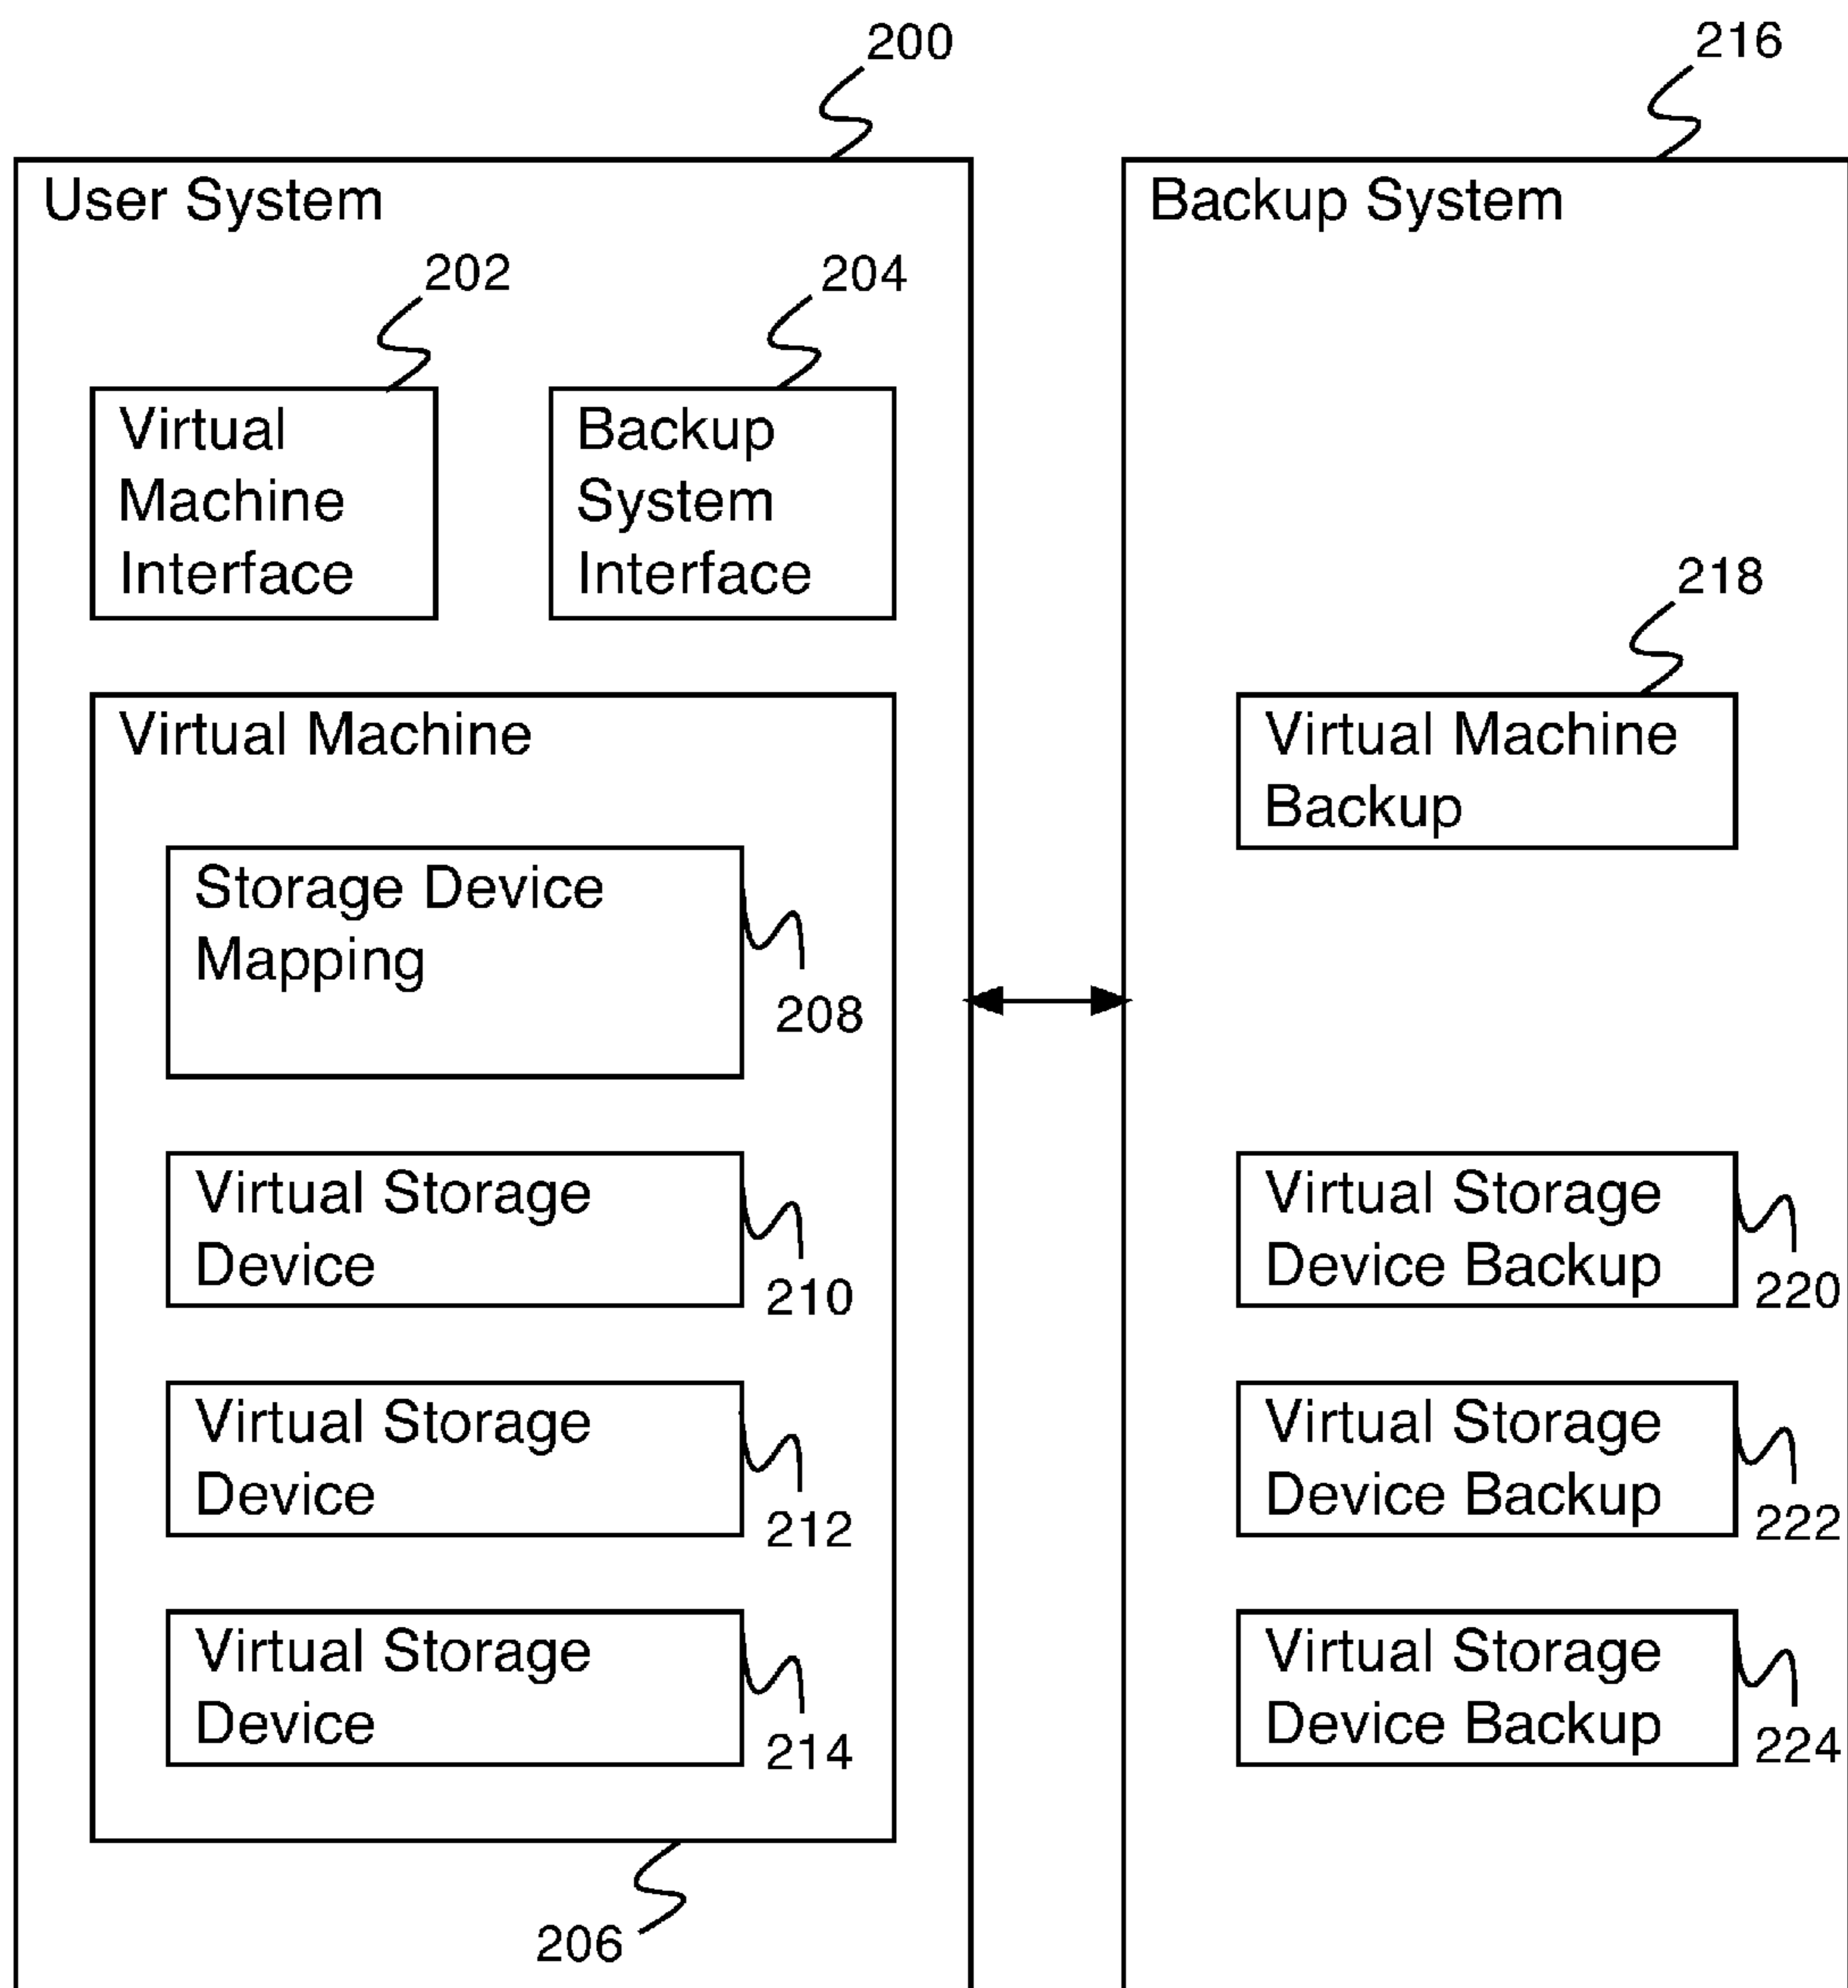 200
216
User System
Backup System
202
204
Virtual
Machine
Interface
Backup
System
Interface
218
Virtual Machine
Virtual Machine
Backup
Storage Device
Mapping
208
Virtual Storage
Device
210
Virtual Storage
Device Backup
220
Virtual Storage
Device
212
Virtual Storage
Device Backup
222
Virtual Storage
Device
214
Virtual Storage
Device Backup
224
206